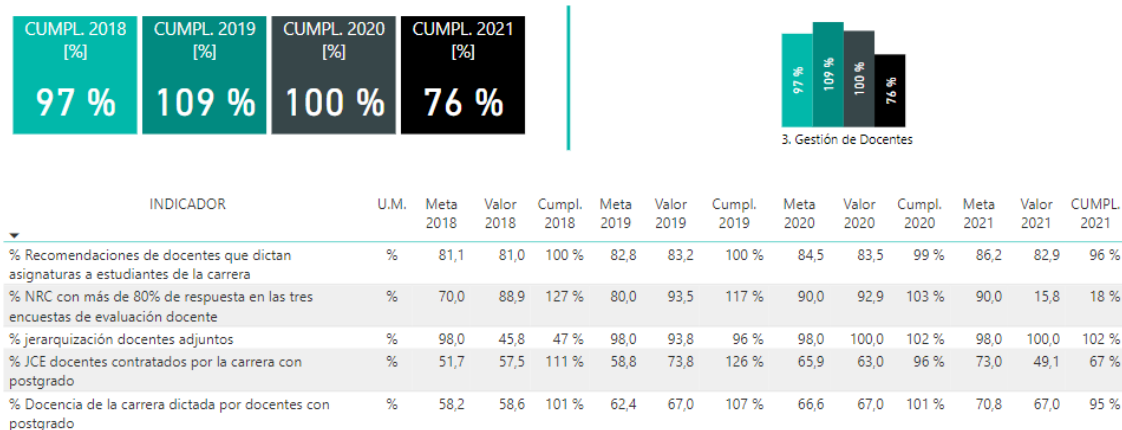 CUMPL. 2018 [%]
97 %
CUMPL. 2019 [%]
109 %
CUMPL. 2020 [%]
100 %
CUMPL. 2021 [%]
76 %
97 %
109 %
100 %
76 %
3. Gestión de Docentes
INDICADOR U.M. Meta 2018 Valor 2018 Cumpl. 2018 Meta 2019 Valor 2019 Cumpl. 2019 Meta 2020 Valor 2020 Cumpl. 2020 Meta 2021 Valor 2021 CUMPL. 2021
% Recomendaciones de docentes que dictan % 81,1 81,0 100 % 82,8 83,2 100 % 84,5 83,5 99 % 86,2 82,9 96 %
asignaturas a estudiantes de la carrera
% NRC con más de 80% de respuesta en las tres % 70,0 88,9 127 % 80,0 93,5 117 % 90,0 92,9 103 % 90,0 15,8 18 %
encuestas de evaluación docente
% jerarquización docentes adjuntos % 98,0 45,8 47 % 98,0 93,8 96 % 98,0 100,0 102 % 98,0 100,0 102 %
% JCE docentes contratados por la carrera con % 51,7 57,5 111 % 58,8 73,8 126 % 65,9 63,0 96 % 73,0 49,1 67 %
postgrado
% Docencia de la carrera dictada por docentes con % 58,2 58,6 101 % 62,4 67,0 107 % 66,6 67,0 101 % 70,8 67,0 95 %
postgrado